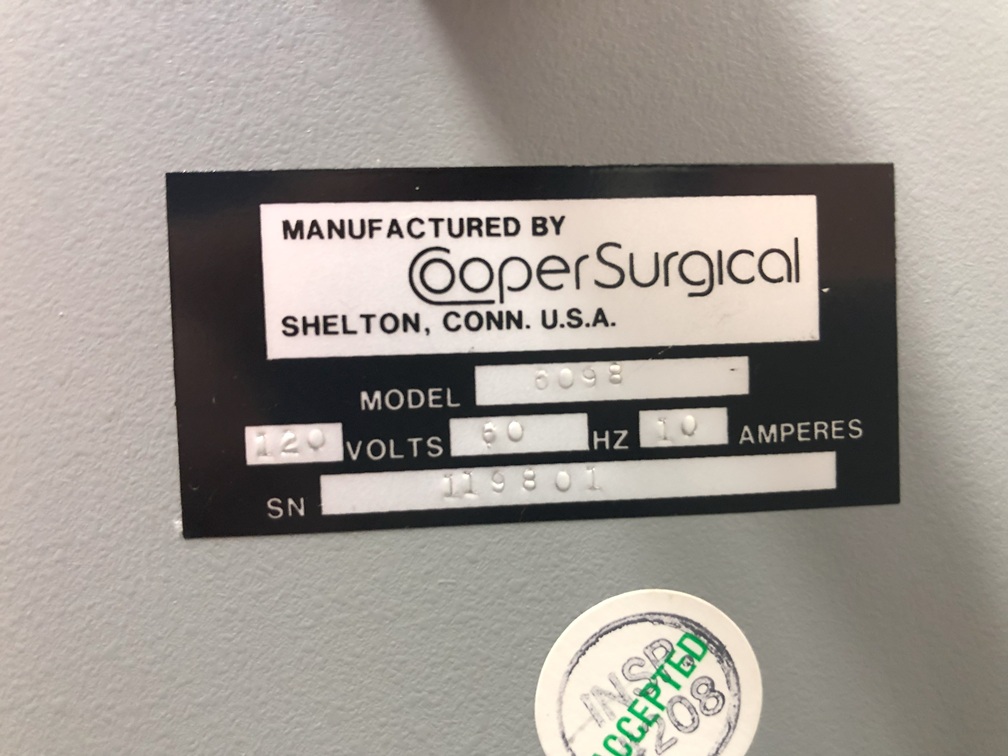 MANUFACTURED BY
CooperSurgical
SHELTON, CONN. U.S.A.
MODEL 6098
120 VOLTS 60 HZ 10 AMPERES
SN 119801
INSP.
ACCEPTED
208